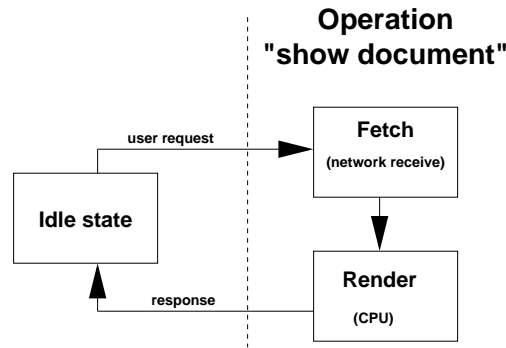 Operation
"show document"
user request
Fetch
(network receive)
Idle state
Render
(CPU)
response